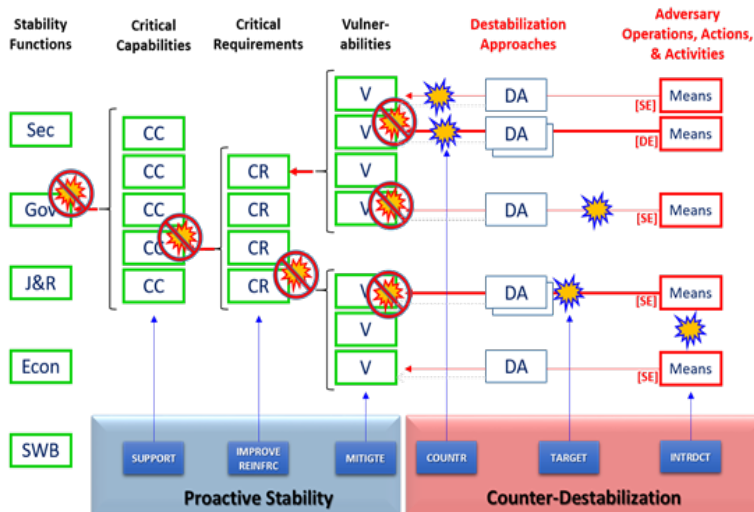 Stability
Functions
Critical
Capabilities
Critical
Requirements
Vulner-
abilities
Destabilization
Approaches
Adversary
Operations, Actions,
& Activities
Sec
Gov
J&R
Econ
SWB
CC
CC
CC
CC
CC
CR
CR
CR
CR
V
V
V
V
V
V
V
DA
DA
DA
DA
DA
[SE]
[DE]
[SE]
[SE]
[SE]
Means
Means
Means
Means
Means
SUPPORT
IMPROVE
REINFRC
MITIGTE
COUNTR
TARGET
INTRDCT
Proactive Stability
Counter-Destabilization